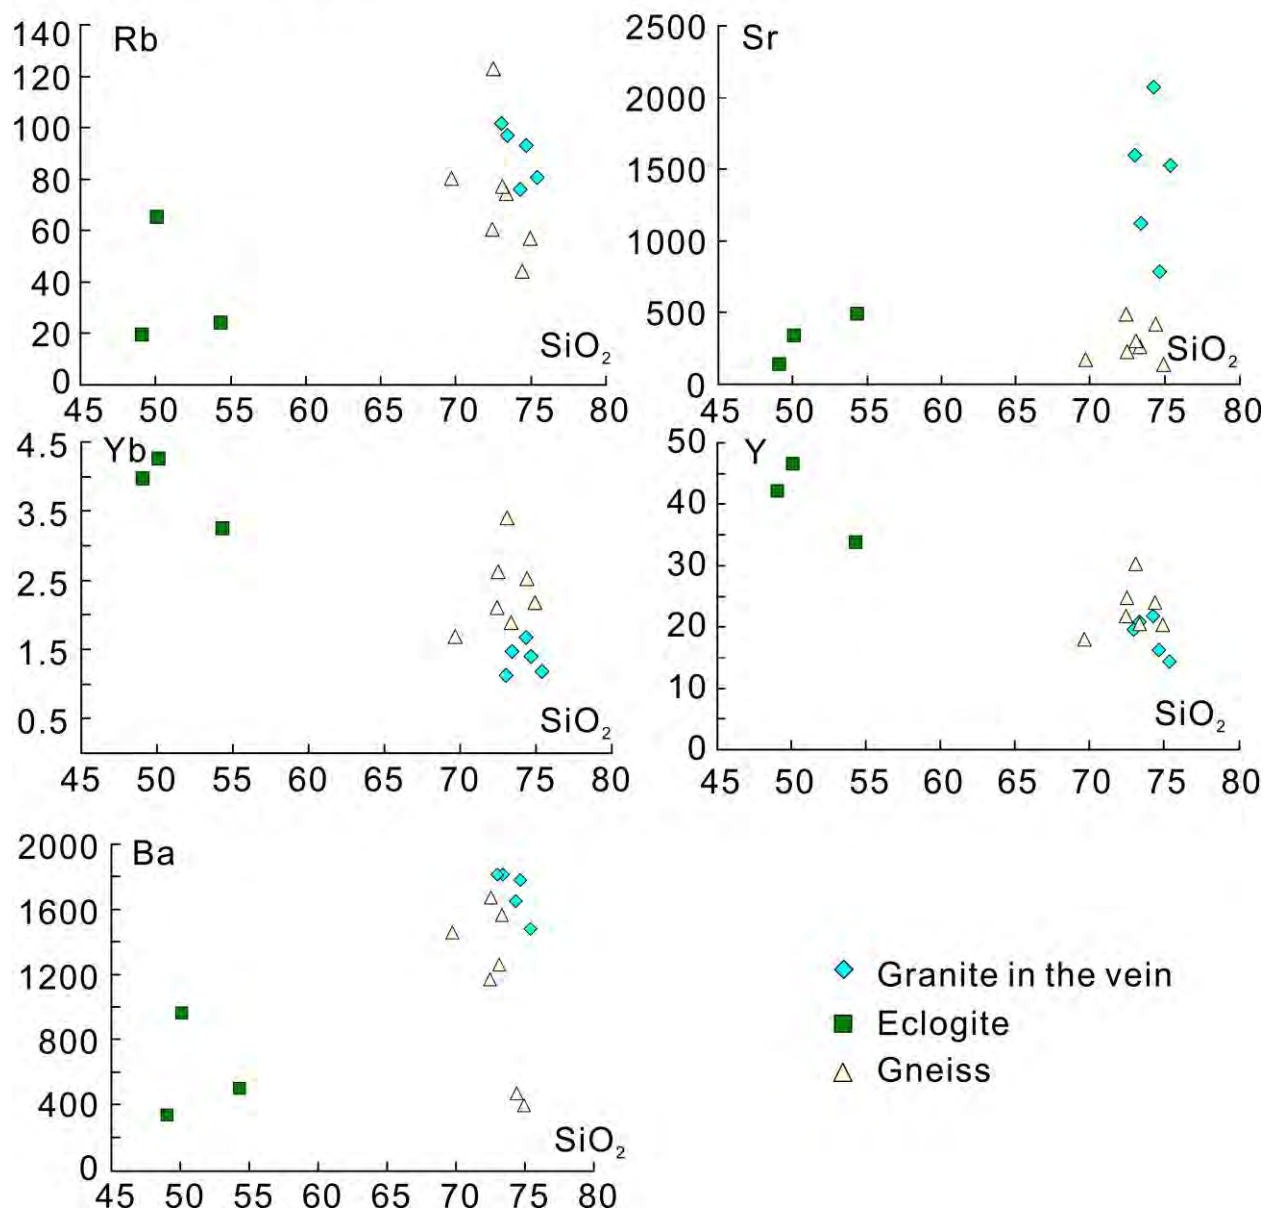 Rb
140
120
100
80
60
40
20
0
SiO₂
45 50 55 60 65 70 75 80
Sr
2500
2000
1500
1000
500
0
SiO₂
45 50 55 60 65 70 75 80
Yb
4.5
3.5
2.5
1.5
0.5
SiO₂
45 50 55 60 65 70 75 80
Y
50
40
30
20
10
0
SiO₂
45 50 55 60 65 70 75 80
Ba
2000
1600
1200
800
400
0
SiO₂
45 50 55 60 65 70 75 80
Granite in the vein
Eclogite
Gneiss